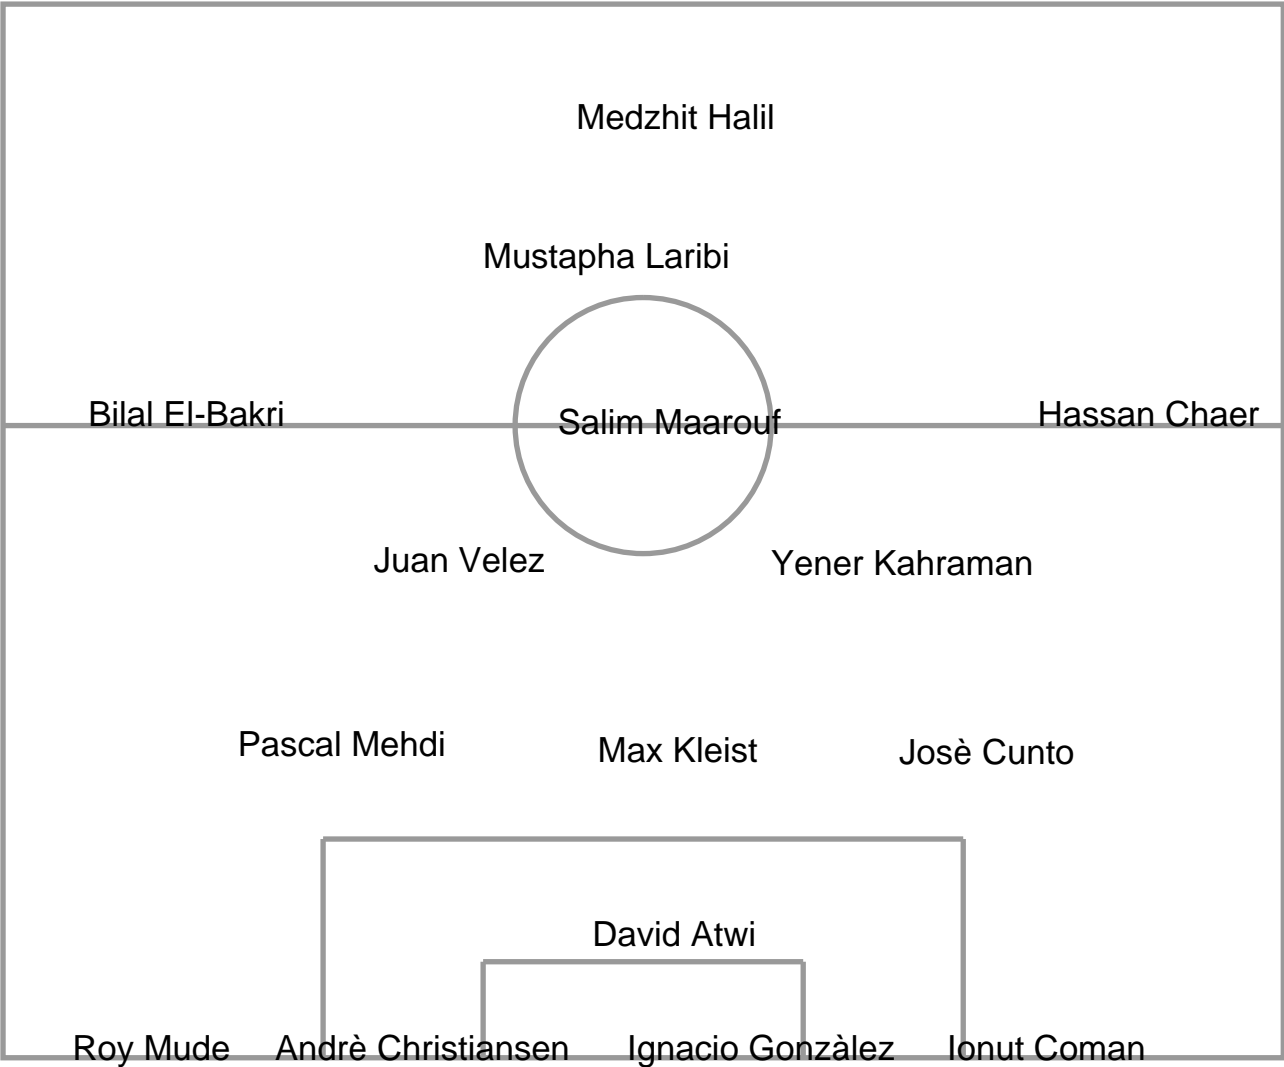 Medzhit Halil
Mustapha Laribi
Bilal El-Bakri Salim Maarouf Hassan Chaer
Juan Velez Yener Kahraman
Pascal Mehdi Max Kleist Josè Cunto
David Atwi
Roy Mude Andrè Christiansen Ignacio Gonzàlez Ionut Coman